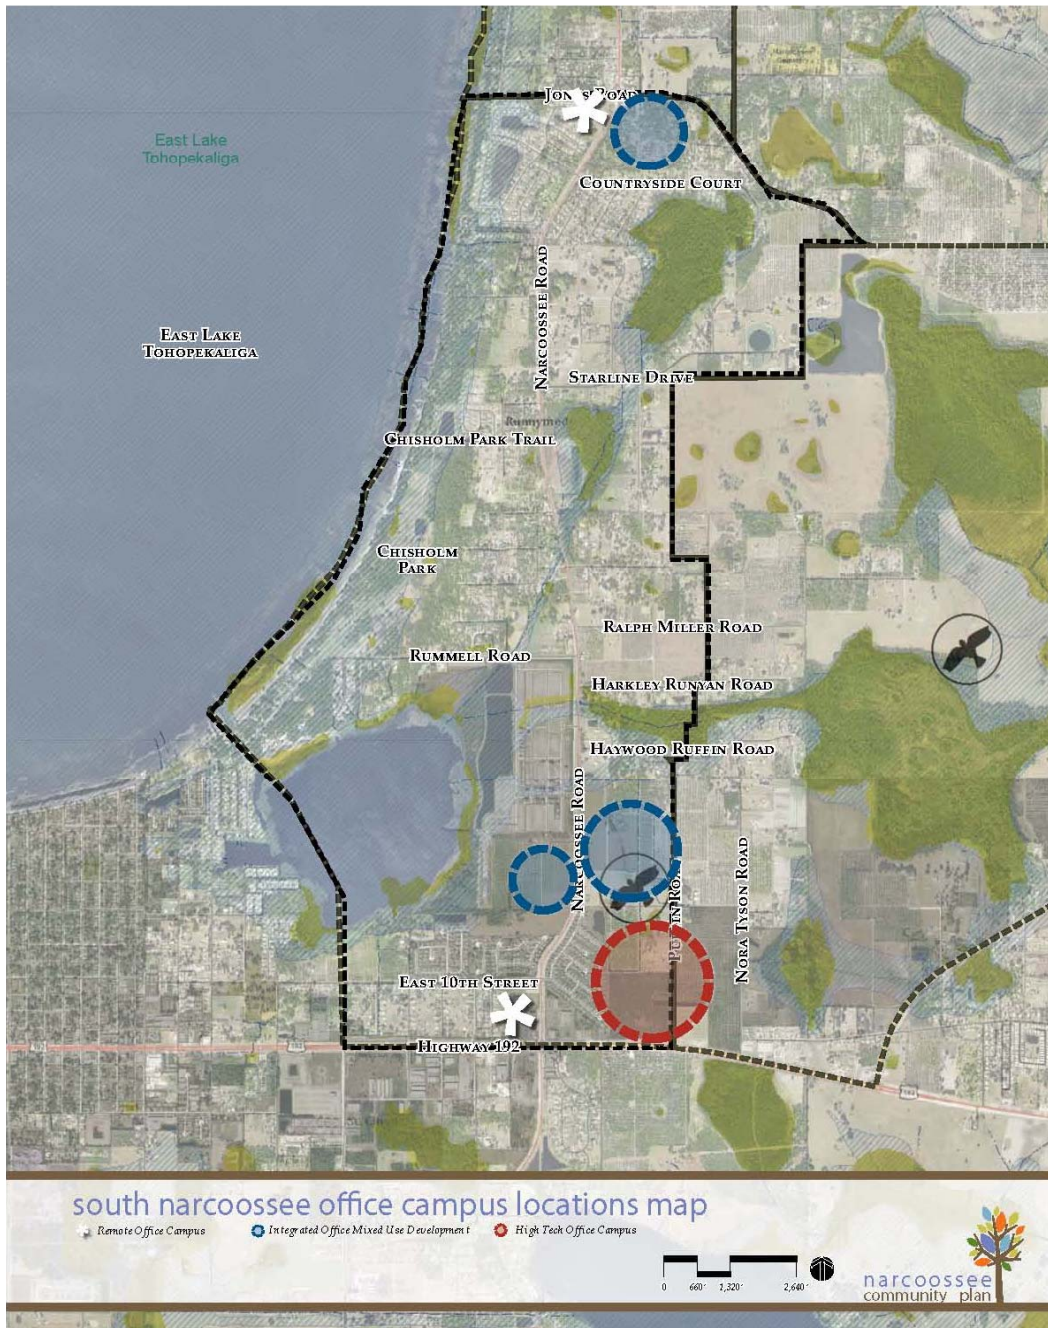 Jones Road
East Lake
Tohopekaliga
Countryside Court
Narcoossee Road
East Lake
Tohopekaliga
Starline Drive
Chisholm Park Trail
Chisholm
Park
Ralph Miller Road
Rummell Road
Harkley Runyan Road
Haywood Ruffin Road
Narcoossee Road
Nora Tyson Road
East 10th Street
Highway 192
south narcoossee office campus locations map
Remote Office Campus
Integrated Office Mixed Use Development
High Tech Office Campus
0 660' 1,320' 2,640'
narcoossee
community plan